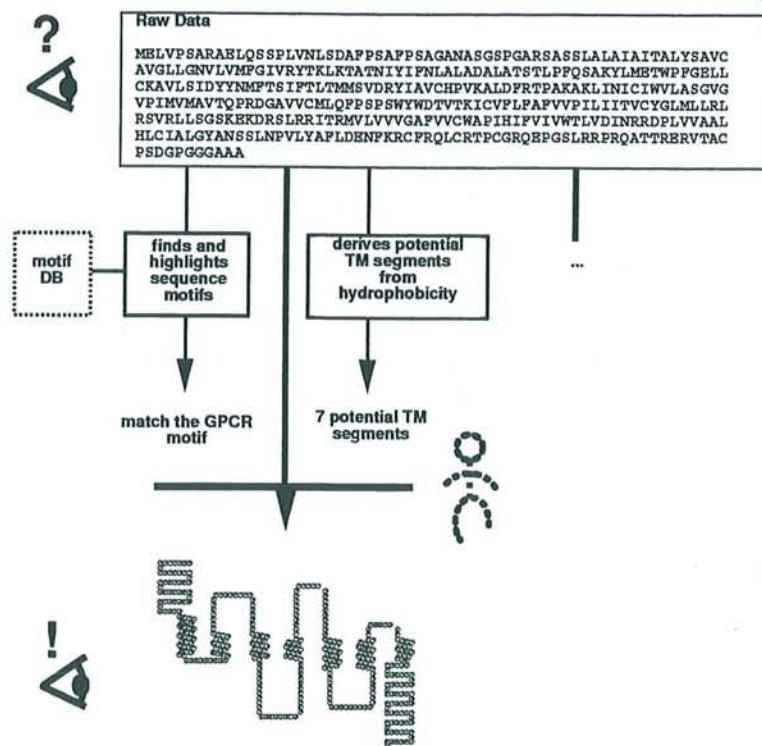 ?
Raw Data
MELVPSARAELQSSPLVNLSDAFPSAFPSAGANASGSPGARSASSLALAIAITALYSAVC
AVGLLGNVLVMFGIVRYTKLKTATNIYIFNLALADALATSTLPFQSAKYLMETWPFGELL
CKAVLSIDYYNMFTSIFTLTMMSVDRYIAVCHPVKALDFRTPAKAKLINICIWVLASGVG
VPIMVMAVTQPRDGAVVCMLQFPSPSWYWDTVTKICVFLFAFVVPILIITVCYGLMLLRL
RSVRLLSGSKEKDRSLRRITRMVLVVVGAFVVCWAPIHIFVIVWTLVDINRRDPLVVAAL
HLCIALGYANSSLNPVLYAFLDENFKRCFRQLCRTPCGRQEPGSLRRPRQATTRERVTAC
PSDGPGGGAAA
motif
DB
finds and
highlights
sequence
motifs
derives potential
TM segments
from
hydrophobicity
...
match the GPCR
motif
7 potential TM
segments
!